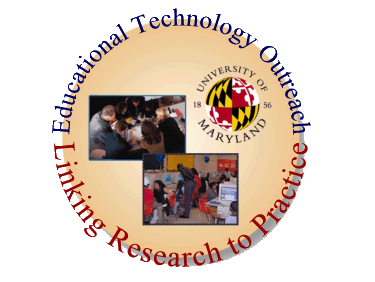 Educational Technology Outreach
UNIVERSITY OF
18 56
MARYLAND
Linking Research to Practice